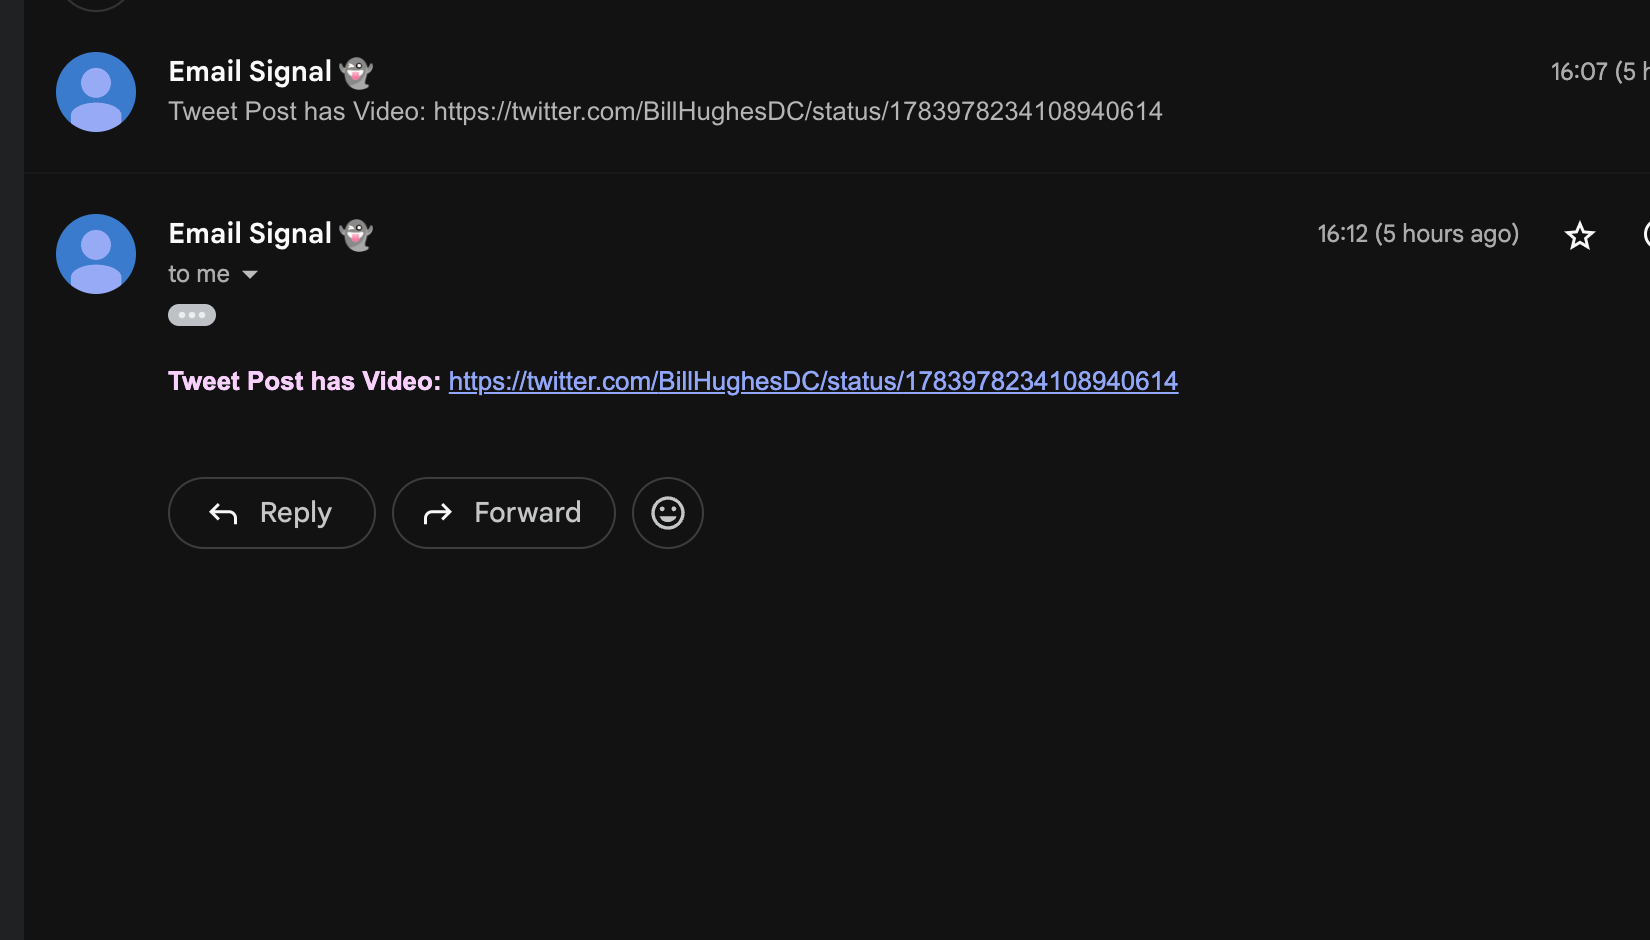 Email Signal 👻
16:07 (5 h
Tweet Post has Video: https://twitter.com/BillHughesDC/status/1783978234108940614
Email Signal 👻
16:12 (5 hours ago)
to me
Tweet Post has Video: https://twitter.com/BillHughesDC/status/1783978234108940614
Reply
Forward